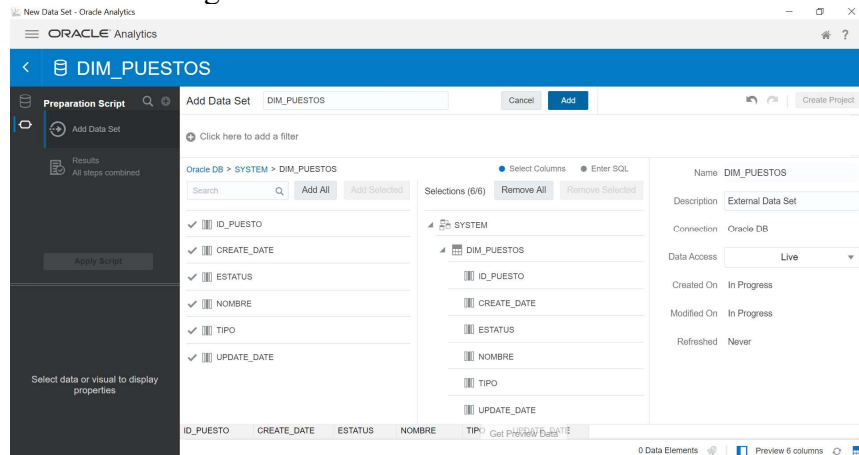 New Data Set - Oracle Analytics
ORACLE Analytics
?
DIM_PUESTOS
Preparation Script
Add Data Set
Results
All steps combined
Apply Script
Select data or visual to display
properties
Add Data Set DIM_PUESTOS Cancel Add
Create Project
Click here to add a filter
Oracle DB > SYSTEM > DIM_PUESTOS
Select Columns Enter SQL
Search Add All Add Selected
Selections (6/6) Remove All Remove Selected
ID_PUESTO
CREATE_DATE
ESTATUS
NOMBRE
TIPO
UPDATE_DATE
SYSTEM
DIM_PUESTOS
ID_PUESTO
CREATE_DATE
ESTATUS
NOMBRE
TIPO
UPDATE_DATE
Name DIM_PUESTOS
Description External Data Set
Connection Oracle DB
Data Access Live
Created On In Progress
Modified On In Progress
Refreshed Never
ID_PUESTO CREATE_DATE ESTATUS NOMBRE TIPO UPDATE_DATE
Get Preview Data
0 Data Elements Preview 6 columns